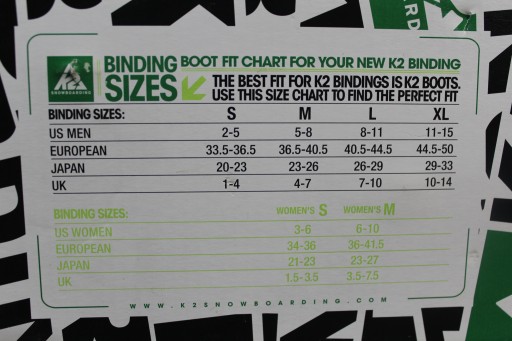 K2
SNOWBOARDING
BINDING SIZES
BOOT FIT CHART FOR YOUR NEW K2 BINDING
THE BEST FIT FOR K2 BINDINGS IS K2 BOOTS.
USE THIS SIZE CHART TO FIND THE PERFECT FIT
BINDING SIZES: S M L XL
US MEN 2-5 5-8 8-11 11-15
EUROPEAN 33.5-36.5 36.5-40.5 40.5-44.5 44.5-50
JAPAN 20-23 23-26 26-29 29-33
UK 1-4 4-7 7-10 10-14
BINDING SIZES: WOMEN'S S WOMEN'S M
US WOMEN 3-6 6-10
EUROPEAN 34-36 36-41.5
JAPAN 21-23 23-27
UK 1.5-3.5 3.5-7.5
WWW.K2SNOWBOARDING.COM